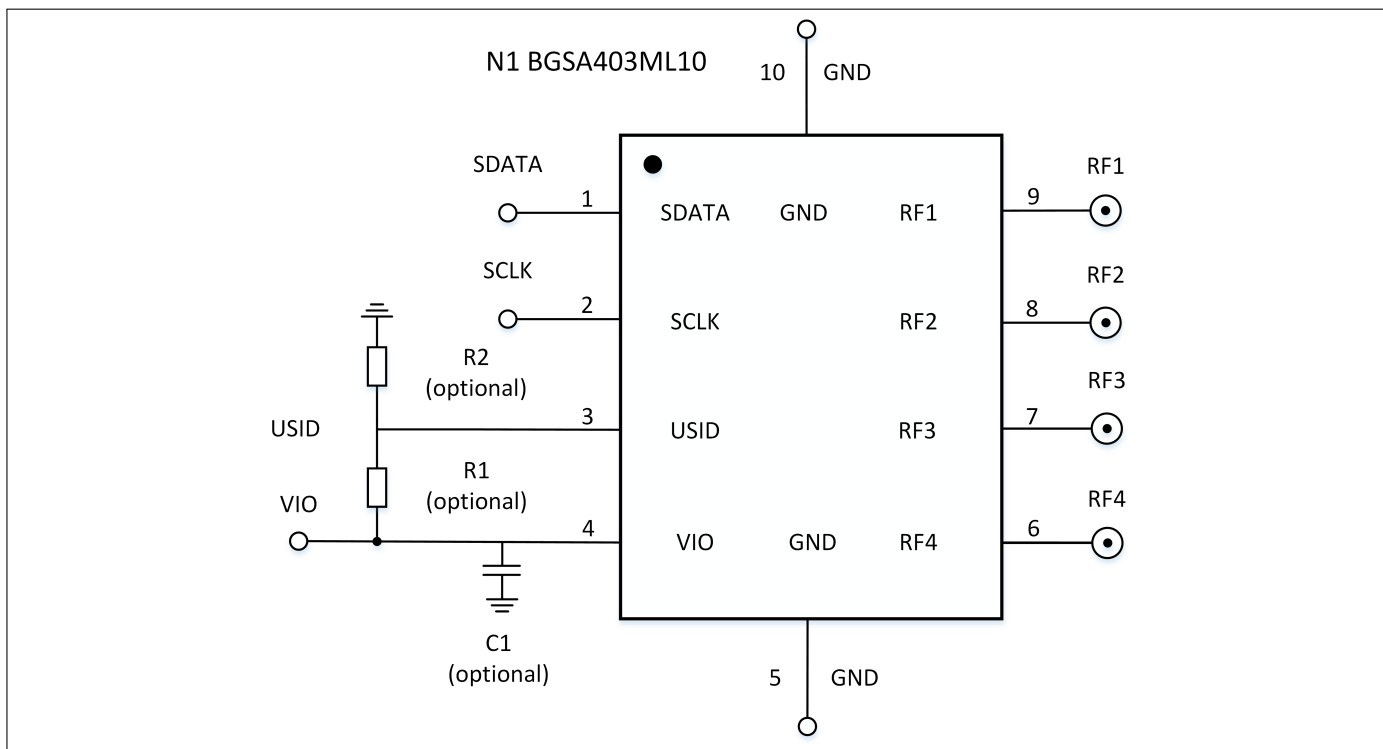 N1 BGSA403ML10
10 GND
SDATA
1
SDATA GND RF1
9
RF1
SCLK
2
SCLK RF2
8
RF2
R2
(optional)
USID
3
USID RF3
7
RF3
R1
(optional)
VIO
4
VIO GND RF4
6
RF4
C1
(optional)
5 GND